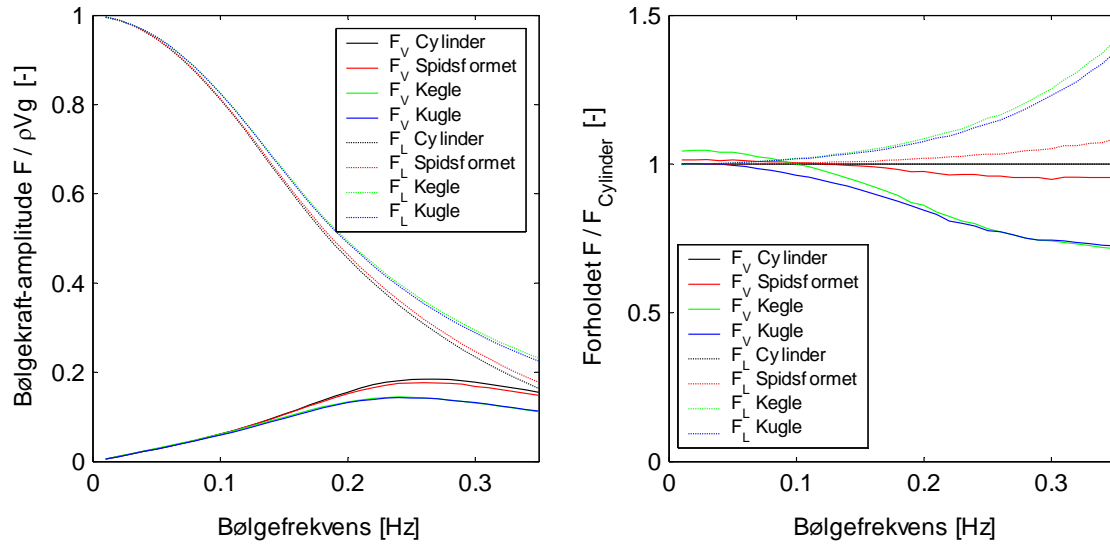 Bølgekraft-amplitude F / ρVg [-]
1
0.8
0.6
0.4
0.2
0
0
0.1
0.2
0.3
Bølgefrekvens [Hz]
F_V Cylinder
F_V Spidsformet
F_V Kegle
F_V Kugle
F_L Cylinder
F_L Spidsformet
F_L Kegle
F_L Kugle
Forholdet F / F_Cylinder [-]
1.5
1
0.5
0
0
0.1
0.2
0.3
Bølgefrekvens [Hz]
F_V Cylinder
F_V Spidsformet
F_V Kegle
F_V Kugle
F_L Cylinder
F_L Spidsformet
F_L Kegle
F_L Kugle